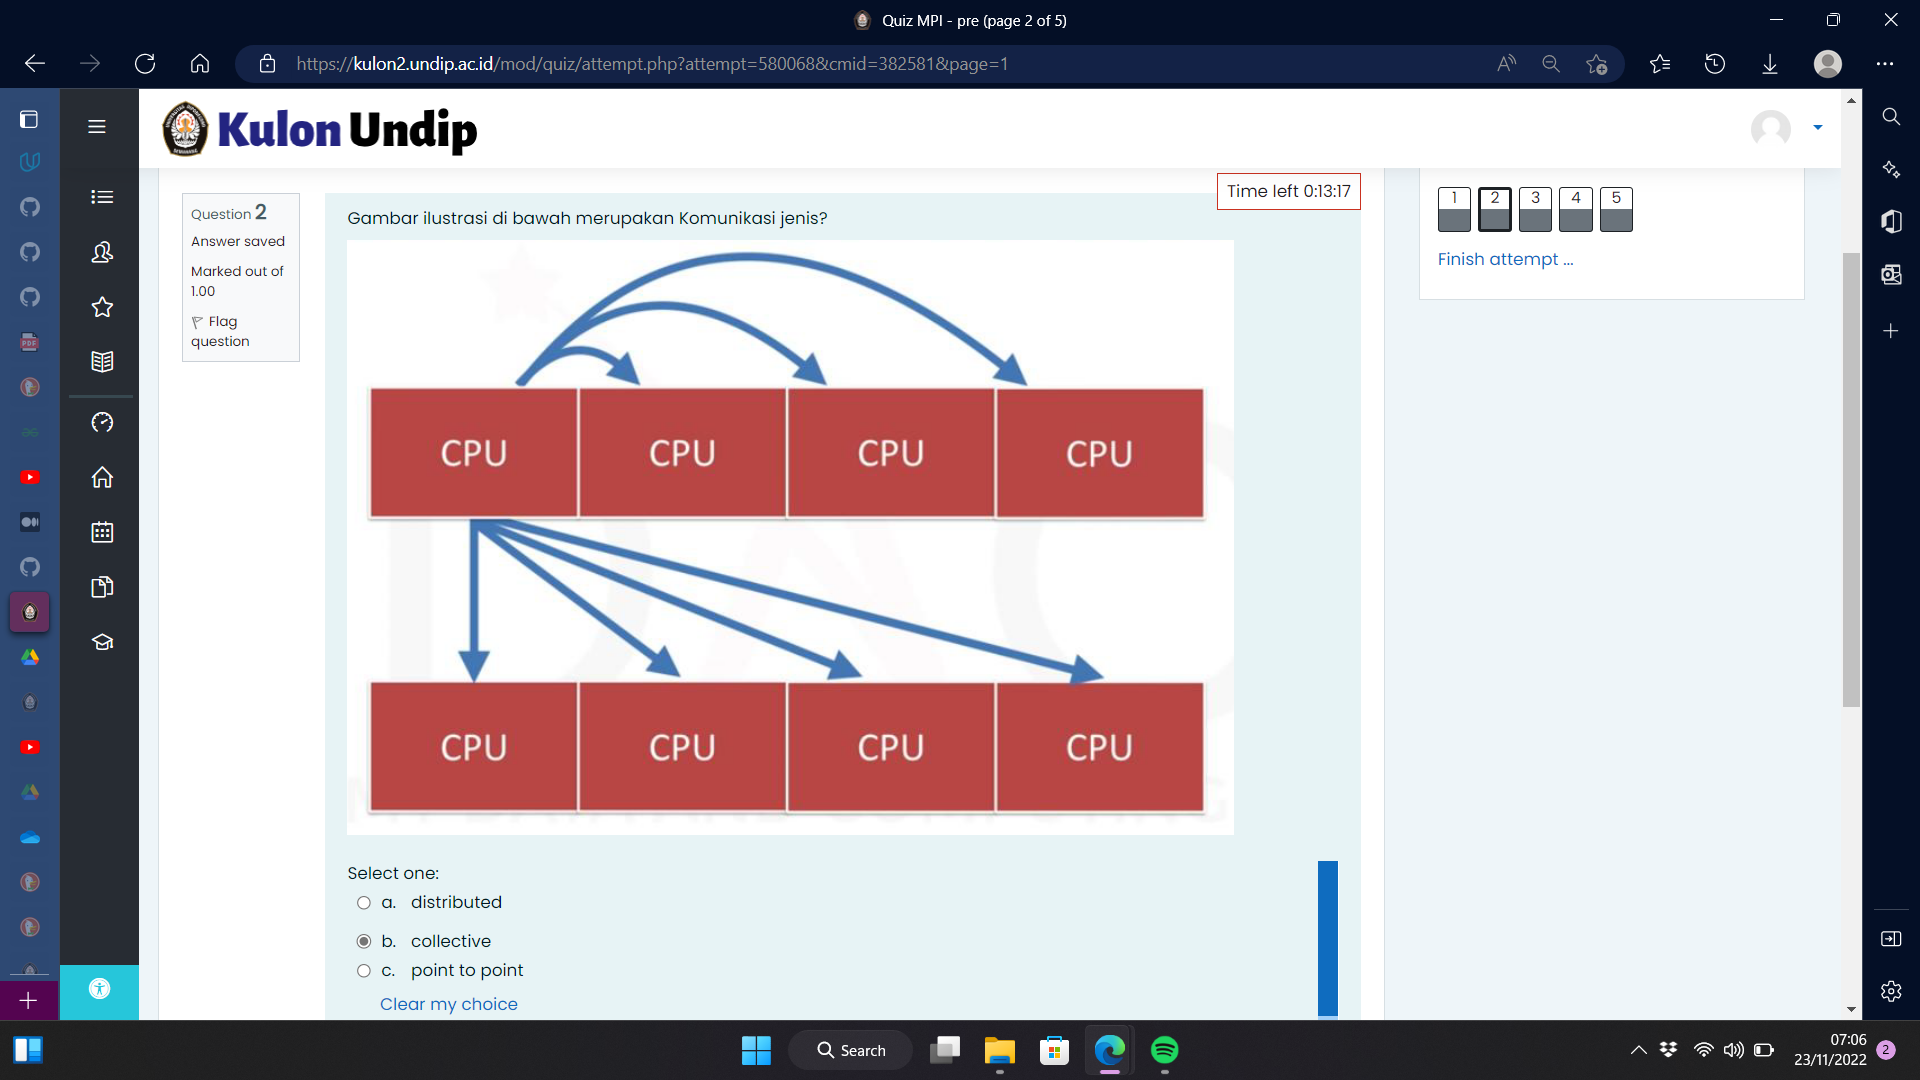 Quiz MPI - pre (page 2 of 5)
https://kulon2.undip.ac.id/mod/quiz/attempt.php?attempt=580068&cmid=382581&page=1
Kulon Undip
Question 2
Answer saved
Marked out of
1.00
Flag
question
Time left 0:13:17
Gambar ilustrasi di bawah merupakan Komunikasi jenis?
CPU CPU CPU CPU
CPU CPU CPU CPU
Select one:
a. distributed
b. collective
c. point to point
Clear my choice
1 2 3 4 5
Finish attempt ...
Search
07:06
23/11/2022
2